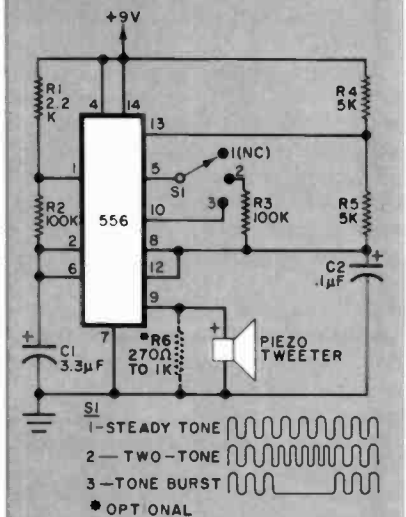 +9V
R1
2.2
K
4
14
R4
5K
13
1
5
1(NC)
S1
2
R2
100K
556
10
3
R3
100K
R5
5K
2
8
6
12
C2
.1µF
+
9
7
*R6
270Ω
TO 1K
+
PIEZO
TWEETER
+
C1
3.3µF
S1
1-STEADY TONE
2— TWO-TONE
3—TONE BURST
* OPTIONAL